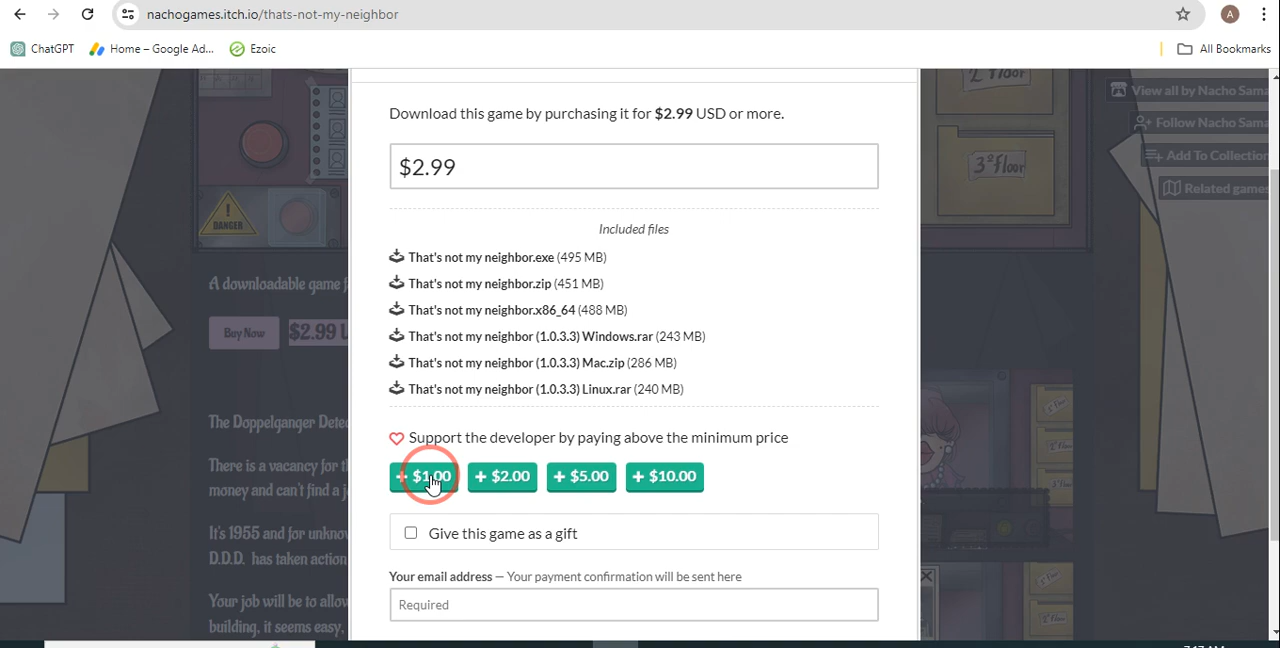 nachogames.itch.io/thats-not-my-neighbor
A
ChatGPT
Home – Google Ad...
Ezoic
All Bookmarks
2 Floor
View all by Nacho Sama
Follow Nacho Sama
Add To Collection
Related games
3º Floor
DANGER
Download this game by purchasing it for $2.99 USD or more.
$2.99
Included files
That's not my neighbor.exe (495 MB)
That's not my neighbor.zip (451 MB)
That's not my neighbor.x86_64 (488 MB)
That's not my neighbor (1.0.3.3) Windows.rar (243 MB)
That's not my neighbor (1.0.3.3) Mac.zip (286 MB)
That's not my neighbor (1.0.3.3) Linux.rar (240 MB)
Support the developer by paying above the minimum price
+ $1.00 + $2.00 + $5.00 + $10.00
Give this game as a gift
Your email address — Your payment confirmation will be sent here
Required
A downloadable game f
Buy Now $2.99 U
The Doppelganger Detec
There is a vacancy for th
money and can't find a j
It's 1955 and for unknow
D.D.D. has taken action
Your job will be to allow
building, it seems easy,